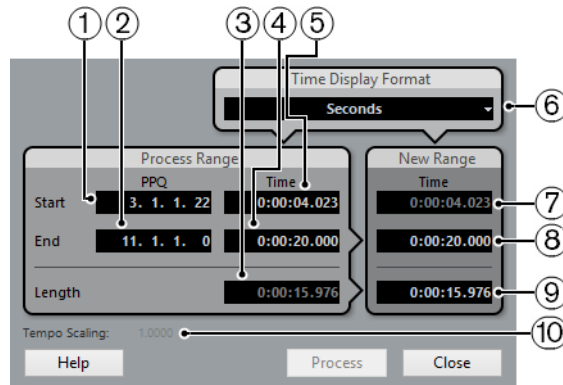 ① ② ③ ④ ⑤
Time Display Format
Seconds
⑥
Process Range
New Range
PPQ Time
Time
Start 3. 1. 1. 22 0:00:04.023 0:00:04.023 ⑦
End 11. 1. 1. 0 0:00:20.000 0:00:20.000 ⑧
Length 0:00:15.976 0:00:15.976 ⑨
Tempo Scaling: 1.0000 ⑩
Help Process Close